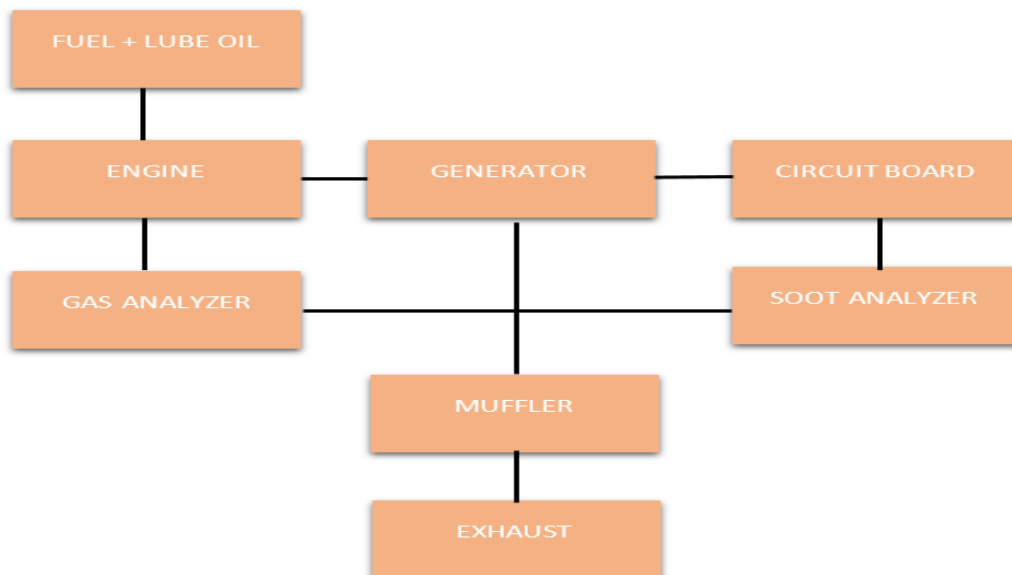 FUEL + LUBE OIL
ENGINE
GENERATOR
CIRCUIT BOARD
GAS ANALYZER
SOOT ANALYZER
MUFFLER
EXHAUST